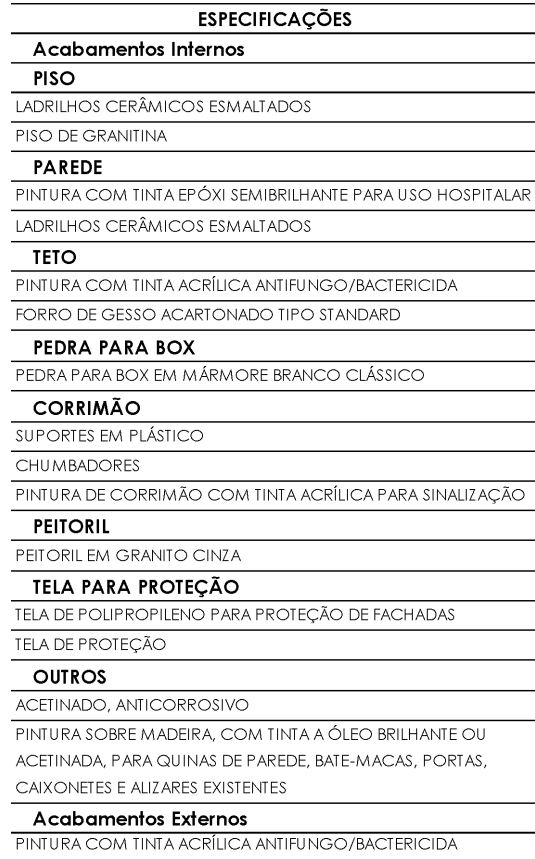 ESPECIFICAÇÕES
Acabamentos Internos
PISO
LADRILHOS CERÂMICOS ESMALTADOS
PISO DE GRANITINA
PAREDE
PINTURA COM TINTA EPÓXI SEMIBRILHANTE PARA USO HOSPITALAR
LADRILHOS CERÂMICOS ESMALTADOS
TETO
PINTURA COM TINTA ACRÍLICA ANTIFUNGO/BACTERICIDA
FORRO DE GESSO ACARTONADO TIPO STANDARD
PEDRA PARA BOX
PEDRA PARA BOX EM MÁRMORE BRANCO CLÁSSICO
CORRIMÃO
SUPORTES EM PLÁSTICO
CHUMBADORES
PINTURA DE CORRIMÃO COM TINTA ACRÍLICA PARA SINALIZAÇÃO
PEITORIL
PEITORIL EM GRANITO CINZA
TELA PARA PROTEÇÃO
TELA DE POLIPROPILENO PARA PROTEÇÃO DE FACHADAS
TELA DE PROTEÇÃO
OUTROS
ACETINADO, ANTICORROSIVO
PINTURA SOBRE MADEIRA, COM TINTA A ÓLEO BRILHANTE OU
ACETINADA, PARA QUINAS DE PAREDE, BATE-MACAS, PORTAS,
CAIXONETES E ALIZARES EXISTENTES
Acabamentos Externos
PINTURA COM TINTA ACRÍLICA ANTIFUNGO/BACTERICIDA